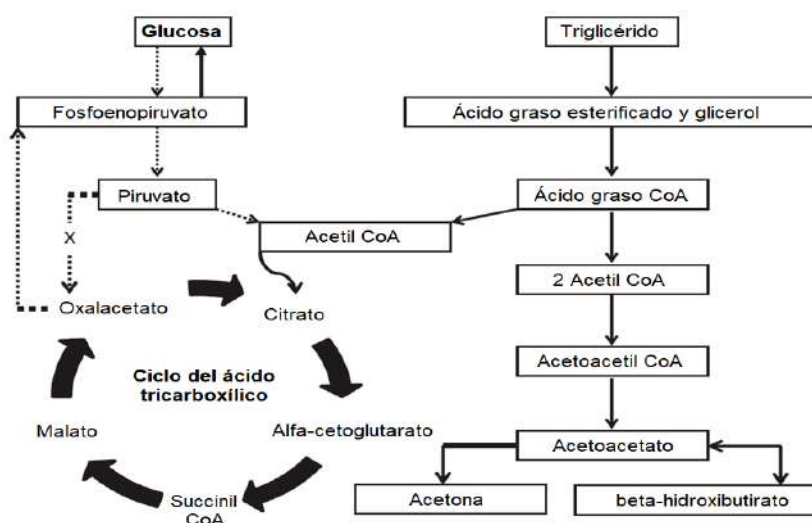 Glucosa
Triglicérido
Fosfoenopiruvato
Ácido graso esterificado y glicerol
Piruvato
Ácido graso CoA
X
Acetil CoA
2 Acetil CoA
Oxalacetato
Citrato
Acetoacetil CoA
Ciclo del ácido
tricarboxílico
Malato
Alfa-cetoglutarato
Acetoacetato
Succinil
CoA
Acetona
beta-hidroxibutirato